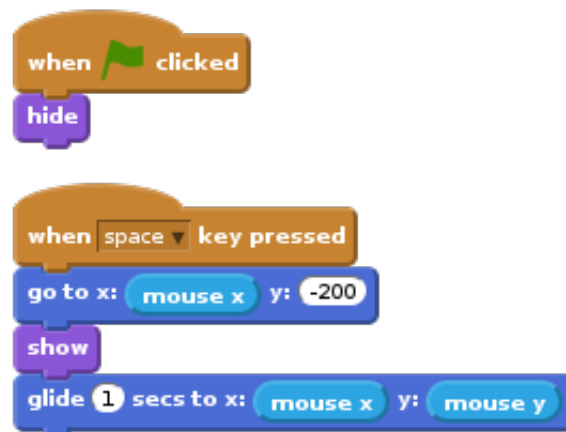 when clicked
hide
when space ▼ key pressed
go to x: mouse x y: -200
show
glide 1 secs to x: mouse x y: mouse y